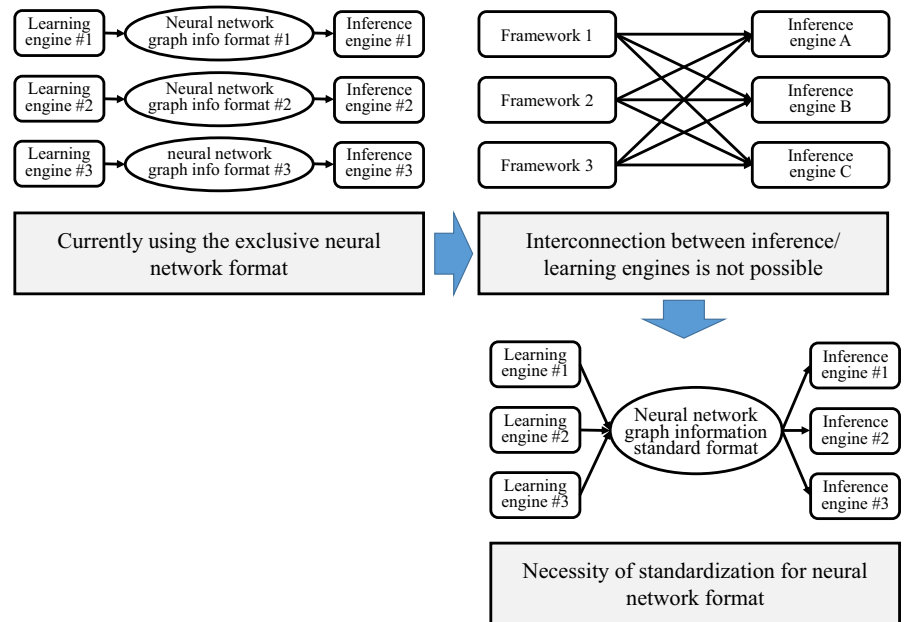 Learning
engine #1
Neural network
graph info format #1
Inference
engine #1
Learning
engine #2
Neural network
graph info format #2
Inference
engine #2
Learning
engine #3
neural network
graph info format #3
Inference
engine #3
Currently using the exclusive neural
network format
Framework 1
Inference
engine A
Framework 2
Inference
engine B
Framework 3
Inference
engine C
Interconnection between inference/
learning engines is not possible
Learning
engine #1
Learning
engine #2
Learning
engine #3
Neural network
graph information
standard format
Inference
engine #1
Inference
engine #2
Inference
engine #3
Necessity of standardization for neural
network format